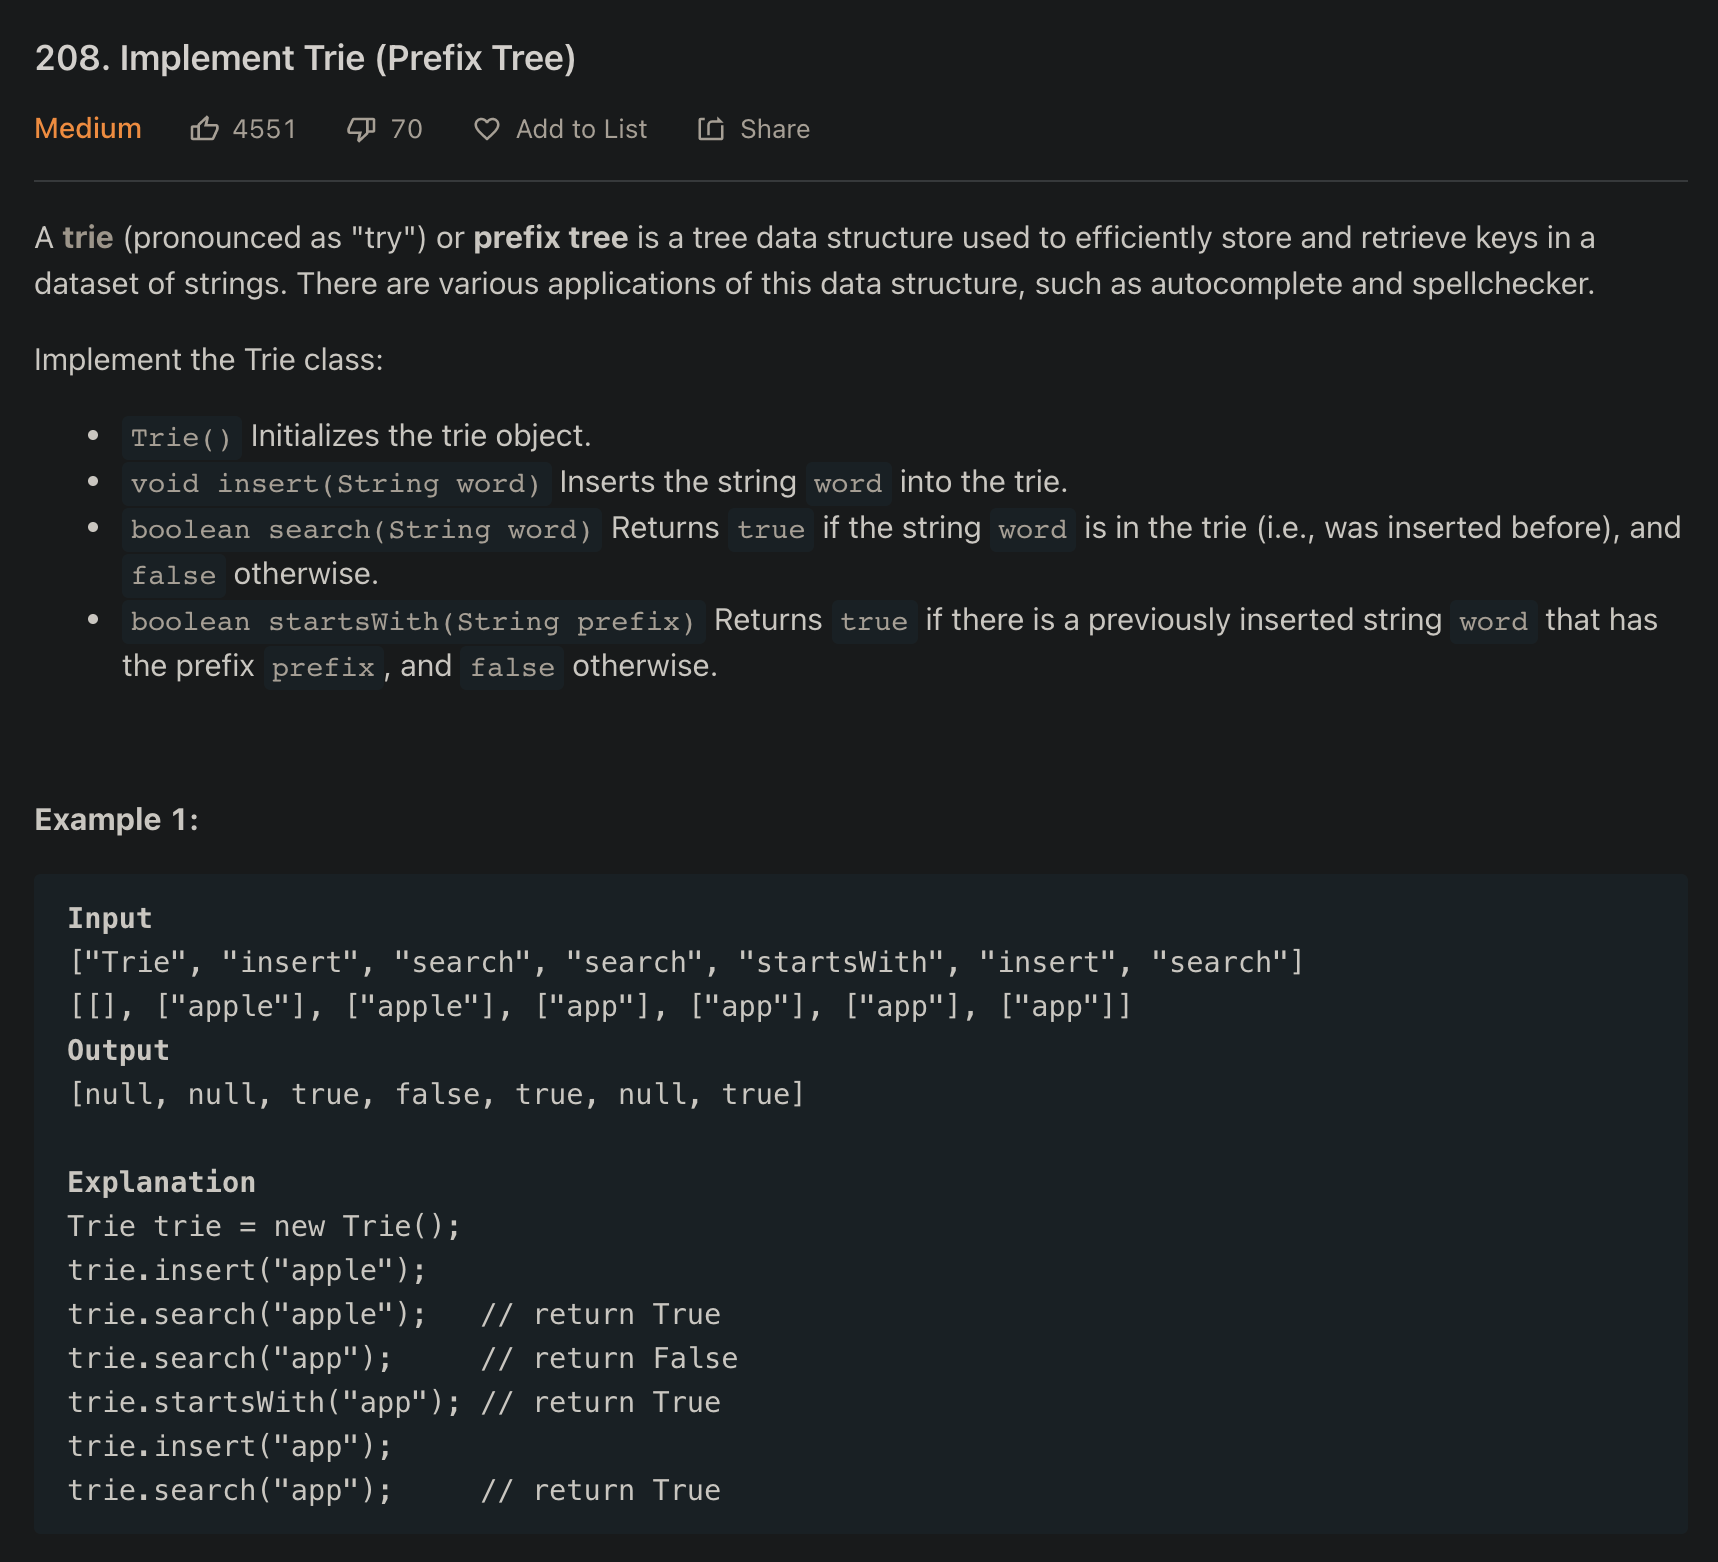 208. Implement Trie (Prefix Tree)
Medium 4551 70 Add to List Share
A trie (pronounced as "try") or prefix tree is a tree data structure used to efficiently store and retrieve keys in a
dataset of strings. There are various applications of this data structure, such as autocomplete and spellchecker.
Implement the Trie class:
• Trie() Initializes the trie object.
• void insert(String word) Inserts the string word into the trie.
• boolean search(String word) Returns true if the string word is in the trie (i.e., was inserted before), and
false otherwise.
• boolean startsWith(String prefix) Returns true if there is a previously inserted string word that has
the prefix prefix, and false otherwise.
Example 1:
Input
["Trie", "insert", "search", "search", "startsWith", "insert", "search"]
[[], ["apple"], ["apple"], ["app"], ["app"], ["app"], ["app"]]
Output
[null, null, true, false, true, null, true]
Explanation
Trie trie = new Trie();
trie.insert("apple");
trie.search("apple");   // return True
trie.search("app");     // return False
trie.startsWith("app"); // return True
trie.insert("app");
trie.search("app");     // return True